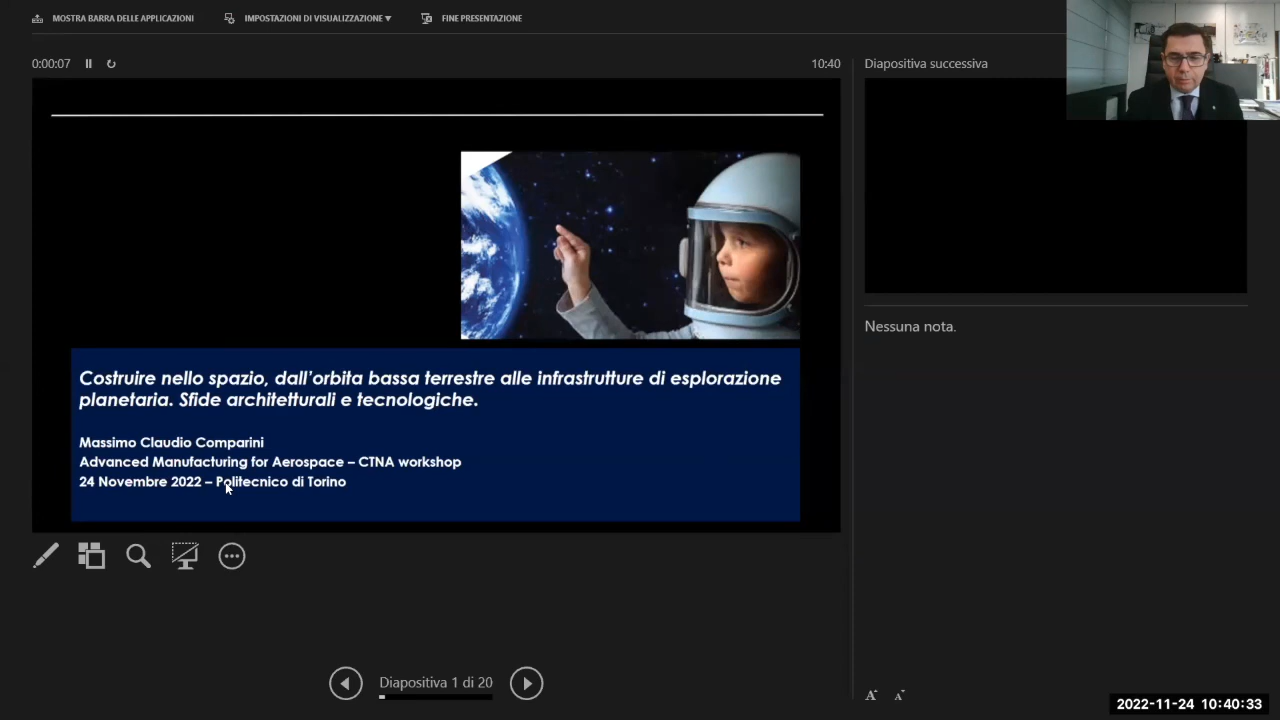 MOSTRA BARRA DELLE APPLICAZIONI
IMPOSTAZIONI DI VISUALIZZAZIONE ▼
FINE PRESENTAZIONE
0:00:07
10:40
Diapositiva successiva
Costruire nello spazio, dall'orbita bassa terrestre alle infrastrutture di esplorazione
planetaria. Sfide architetturali e tecnologiche.
Massimo Claudio Comparini
Advanced Manufacturing for Aerospace – CTNA workshop
24 Novembre 2022 – Politecnico di Torino
Nessuna nota.
Diapositiva 1 di 20
A A
2022-11-24 10:40:33